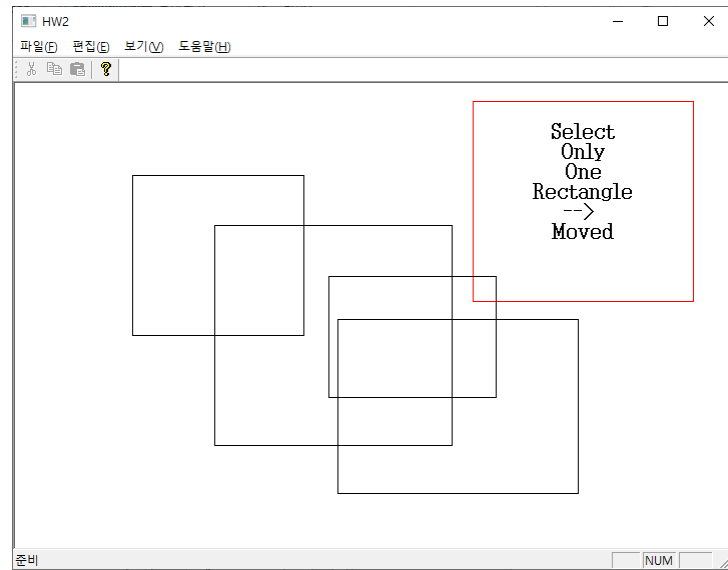 HW2
파일(F) 편집(E) 보기(V) 도움말(H)
Select
Only
One
Rectangle
-->
Moved
준비
NUM